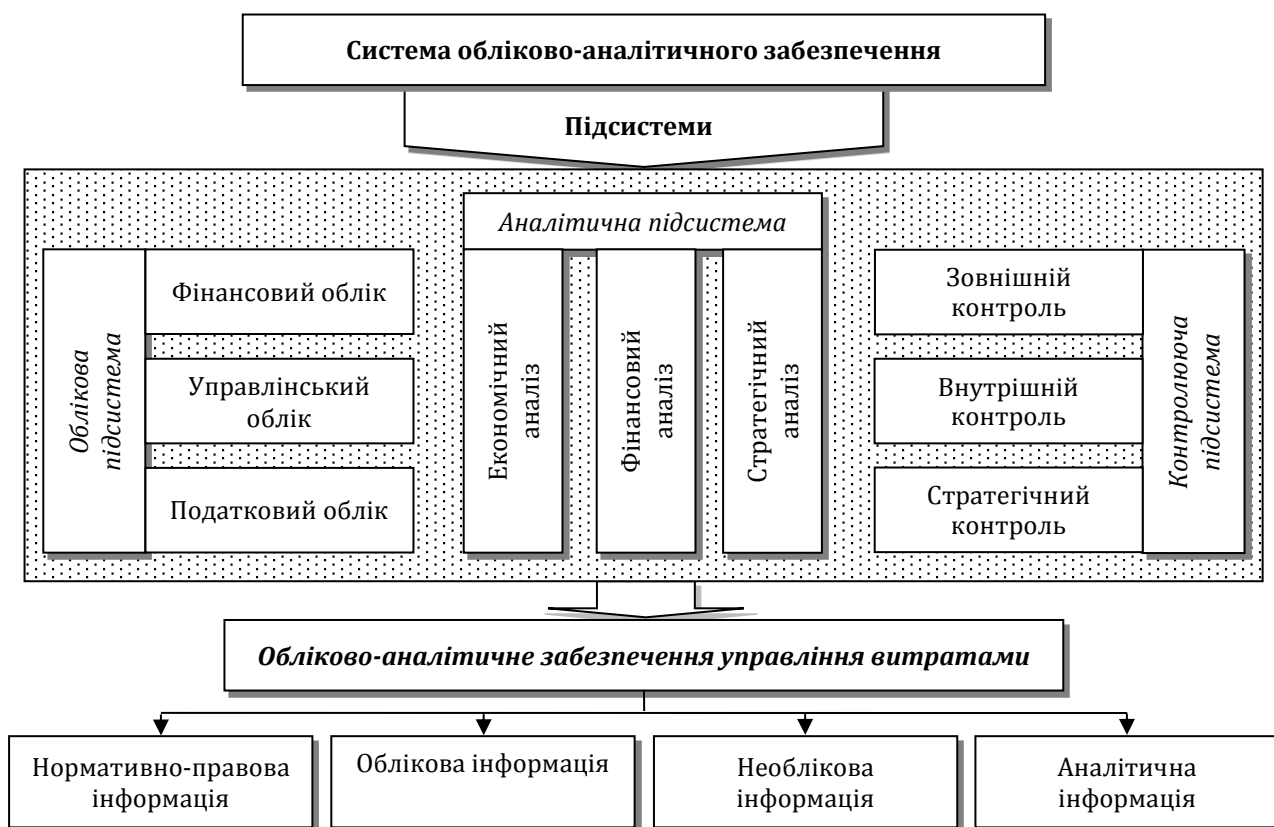 Система обліково-аналітичного забезпечення
Підсистеми
Аналітична підсистема
Облікова
підсистема
Фінансовий облік
Управлінський
облік
Податковий облік
Економічний
аналіз
Фінансовий
аналіз
Стратегічний
аналіз
Зовнішній
контроль
Внутрішній
контроль
Стратегічний
контроль
Контролююча
підсистема
Обліково-аналітичне забезпечення управління витратами
Нормативно-правова
інформація
Облікова інформація
Необлікова
інформація
Аналітична
інформація